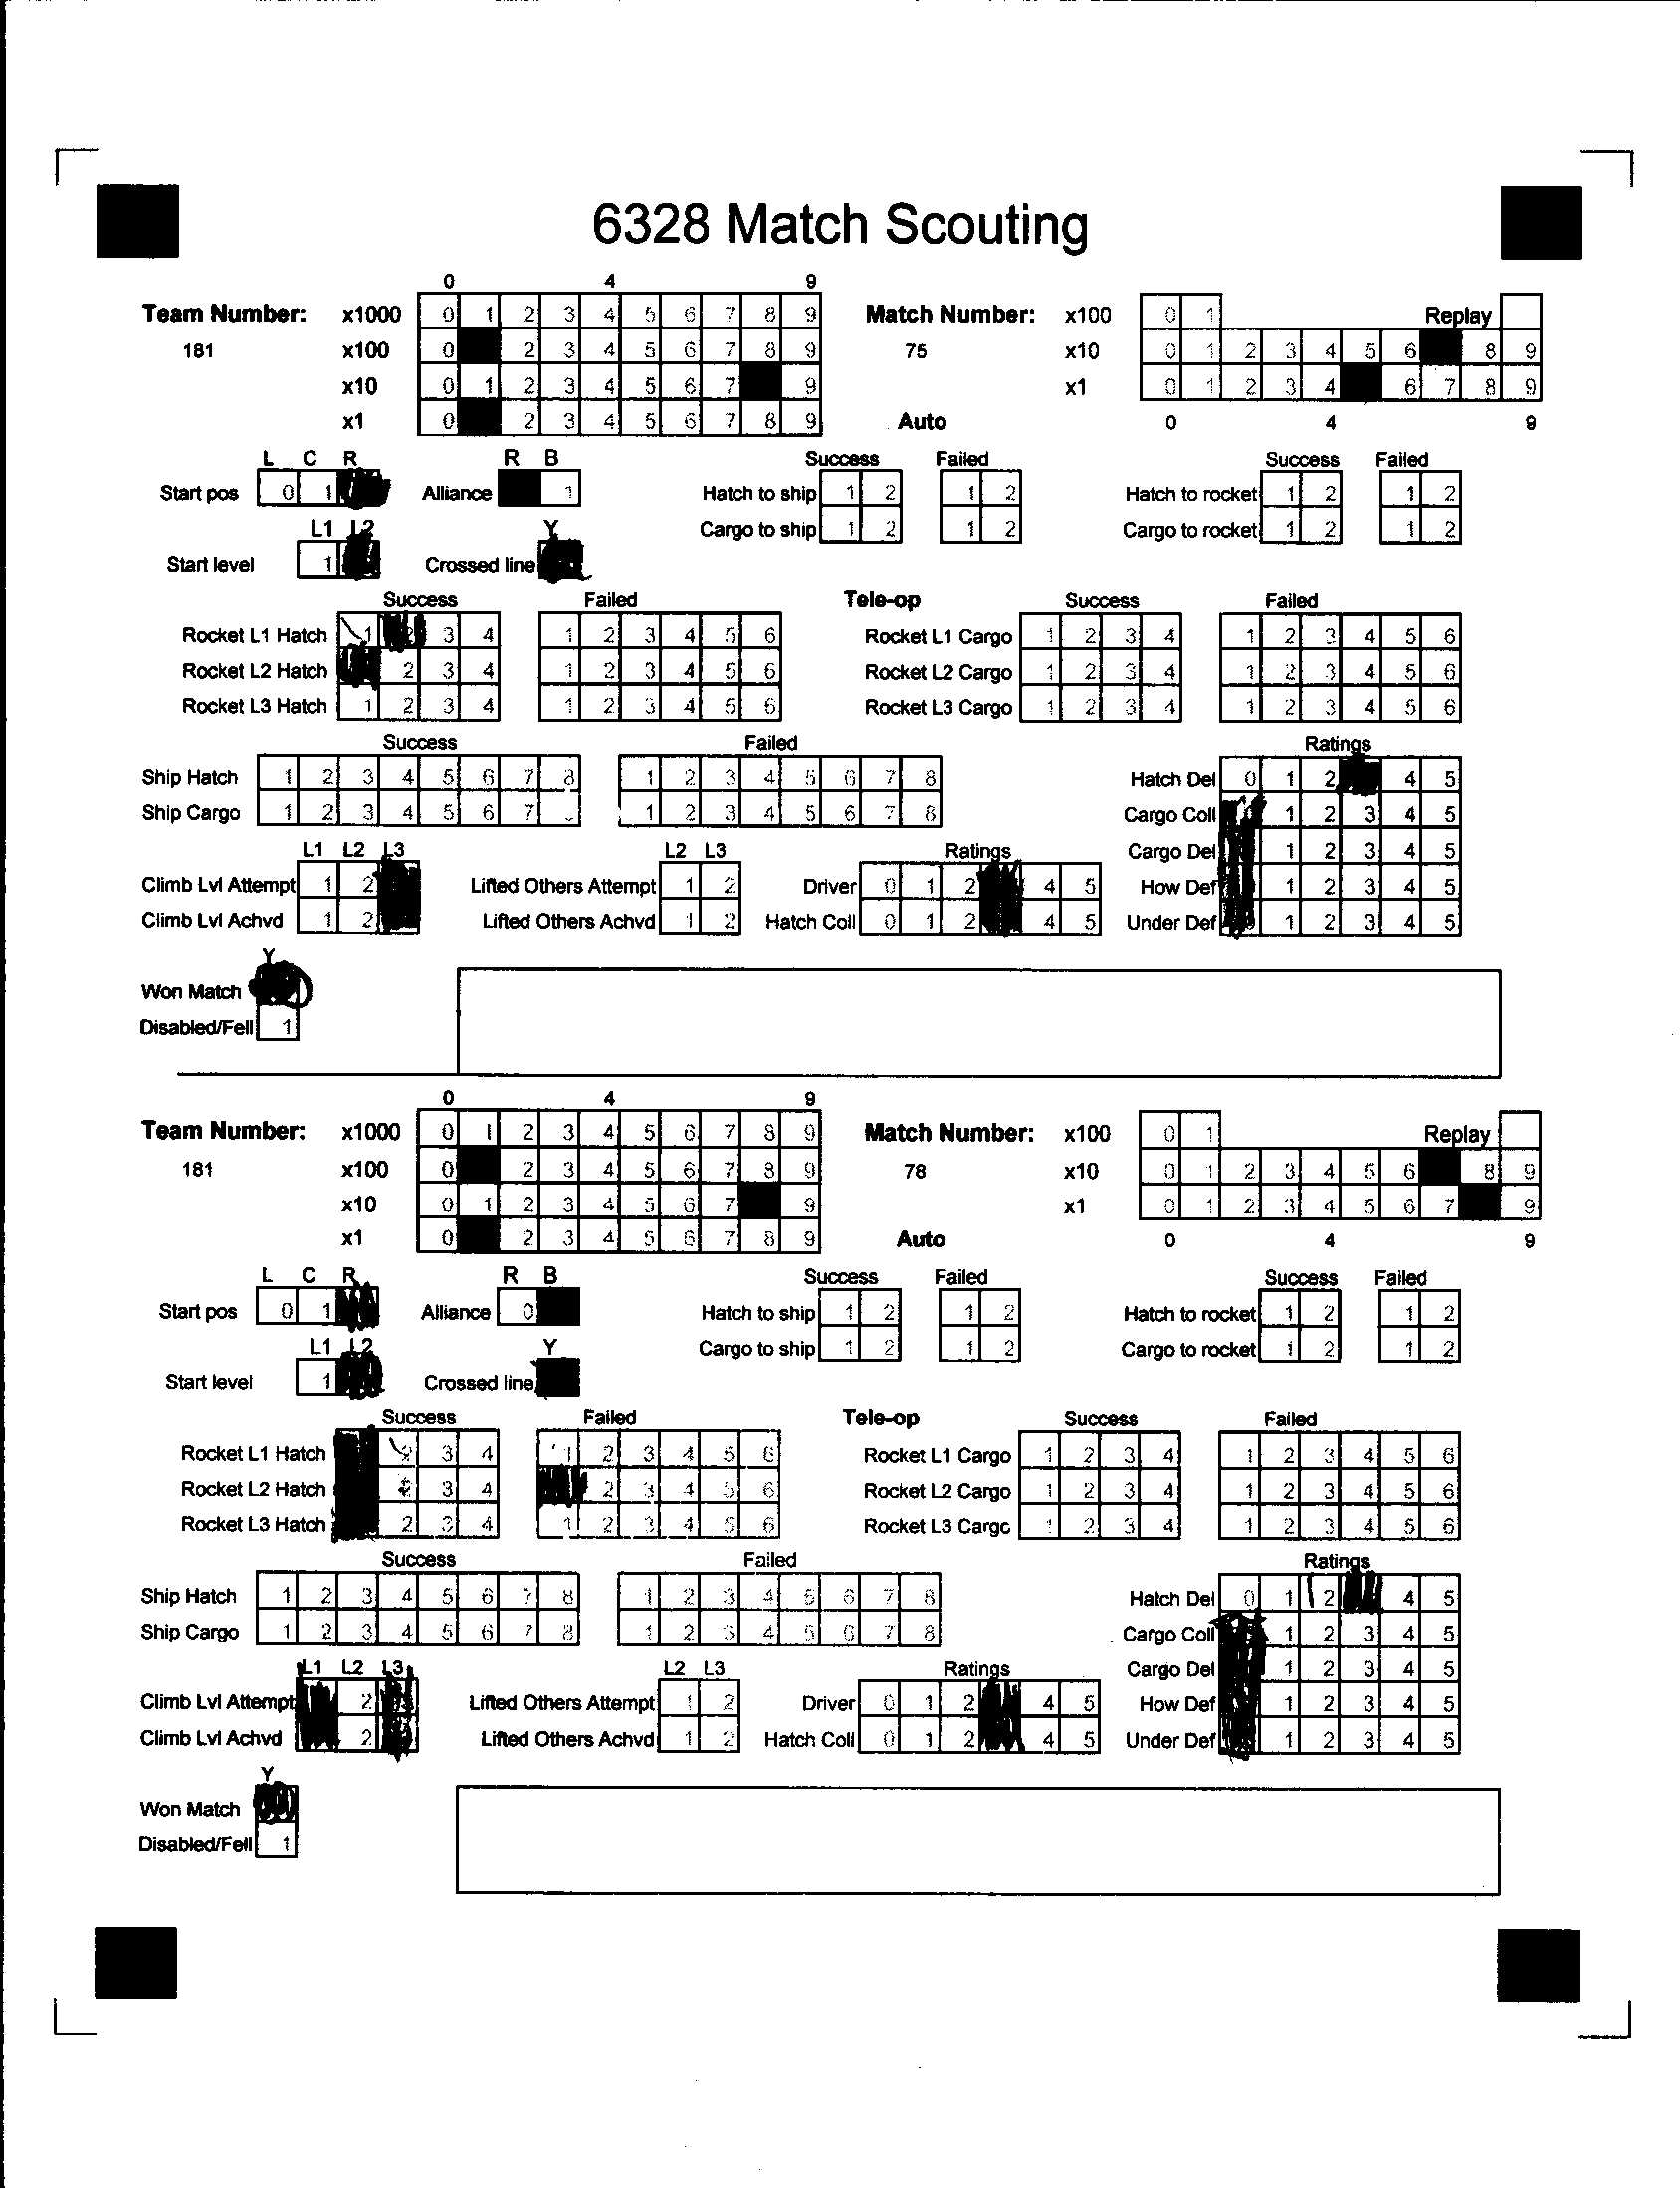 6328 Match Scouting
0 4 9
Team Number: x1000 0 1 2 3 4 5 6 7 8 9 Match Number: x100 0 1 Replay
181 x100 0 2 3 4 5 6 7 8 9 75 x10 0 1 2 3 4 5 6 8 9
x10 0 1 2 3 4 5 6 7 9 x1 0 1 2 3 4 6 7 8 9
x1 0 2 3 4 5 6 7 8 9 Auto 0 4 9
L C R R B Success Failed Success Failed
Start pos 0 1 Alliance 1 Hatch to ship 1 2 1 2 Hatch to rocket 1 2 1 2
L1 L2 Y Cargo to ship 1 2 1 2 Cargo to rocket 1 2 1 2
Start level 1 Crossed line
Success Failed Tele-op Success Failed
Rocket L1 Hatch 1 2 3 4 1 2 3 4 5 6 Rocket L1 Cargo 1 2 3 4 1 2 3 4 5 6
Rocket L2 Hatch 2 3 4 1 2 3 4 5 6 Rocket L2 Cargo 1 2 3 4 1 2 3 4 5 6
Rocket L3 Hatch 1 2 3 4 1 2 3 4 5 6 Rocket L3 Cargo 1 2 3 4 1 2 3 4 5 6
Success Failed Ratings
Ship Hatch 1 2 3 4 5 6 7 8 1 2 3 4 5 6 7 8 Hatch Del 0 1 2 4 5
Ship Cargo 1 2 3 4 5 6 7 1 2 3 4 5 6 7 8 Cargo Coll 1 2 3 4 5
L1 L2 L3 L2 L3 Ratings Cargo Del 1 2 3 4 5
Climb Lvl Attempt 1 2 Lifted Others Attempt 1 2 Driver 0 1 2 4 5 How Def 1 2 3 4 5
Climb Lvl Achvd 1 2 Lifted Others Achvd 1 2 Hatch Coll 0 1 2 4 5 Under Def 1 2 3 4 5
Y
Won Match
Disabled/Fell 1
0 4 9
Team Number: x1000 0 1 2 3 4 5 6 7 8 9 Match Number: x100 0 1 Replay
181 x100 0 2 3 4 5 6 7 8 9 78 x10 0 1 2 3 4 5 6 8 9
x10 0 1 2 3 4 5 6 7 9 x1 0 1 2 3 4 5 6 7 9
x1 0 2 3 4 5 6 7 8 9 Auto 0 4 9
L C R R B Success Failed Success Failed
Start pos 0 1 Alliance 0 Hatch to ship 1 2 1 2 Hatch to rocket 1 2 1 2
L1 L2 Y Cargo to ship 1 2 1 2 Cargo to rocket 1 2 1 2
Start level 1 Crossed line
Success Failed Tele-op Success Failed
Rocket L1 Hatch 2 3 4 1 2 3 4 5 6 Rocket L1 Cargo 1 2 3 4 1 2 3 4 5 6
Rocket L2 Hatch 2 3 4 2 3 4 5 6 Rocket L2 Cargo 1 2 3 4 1 2 3 4 5 6
Rocket L3 Hatch 2 3 4 1 2 3 4 5 6 Rocket L3 Cargo 1 2 3 4 1 2 3 4 5 6
Success Failed Ratings
Ship Hatch 1 2 3 4 5 6 7 8 1 2 3 4 5 6 7 8 Hatch Del 0 1 2 4 5
Ship Cargo 1 2 3 4 5 6 7 8 1 2 3 4 5 6 7 8 Cargo Coll 1 2 3 4 5
L1 L2 L3 L2 L3 Ratings Cargo Del 1 2 3 4 5
Climb Lvl Attempt 2 Lifted Others Attempt 1 2 Driver 0 1 2 4 5 How Def 1 2 3 4 5
Climb Lvl Achvd 2 Lifted Others Achvd 1 2 Hatch Coll 0 1 2 4 5 Under Def 1 2 3 4 5
Y
Won Match
Disabled/Fell 1